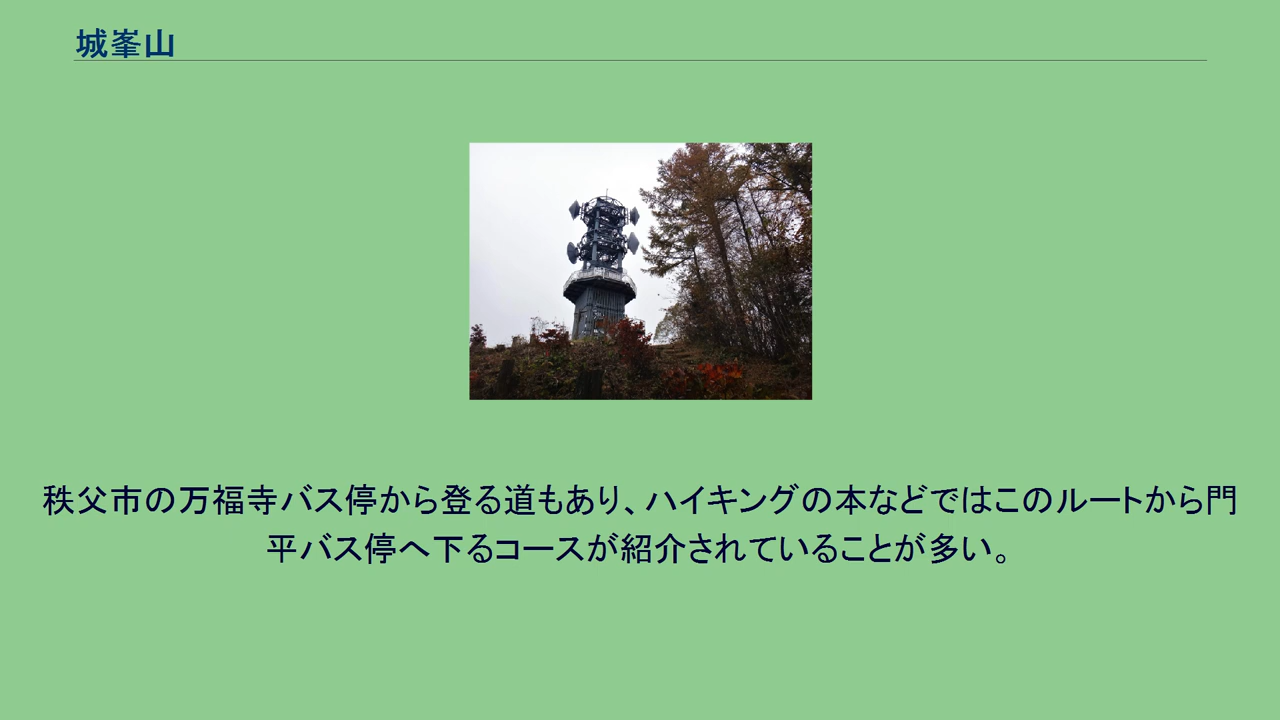 城峯山
秩父市の万福寺バス停から登る道もあり、ハイキングの本などではこのルートから門
平バス停へ下るコースが紹介されていることが多い。